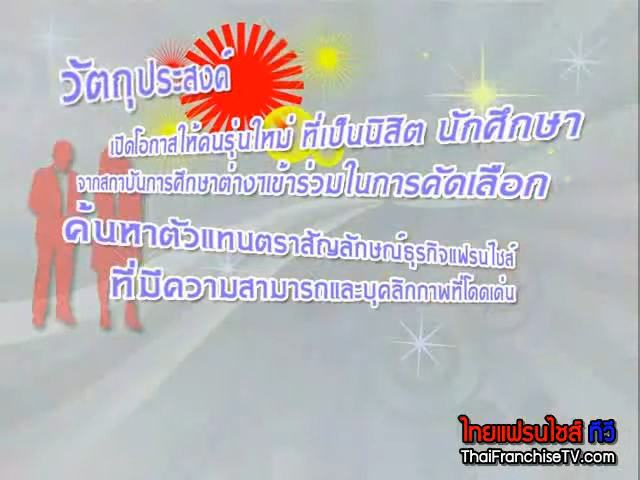 วัตถุประสงค์
เปิดโอกาสให้คนรุ่นใหม่ ที่เป็นนิสิต นักศึกษา
จากสถาบันการศึกษาต่างๆเข้าร่วมในการคัดเลือก
ค้นหาตัวแทนตราสัญลักษณ์ธุรกิจแฟรนไชส์
ที่มีความสามารถและบุคลิกภาพที่โดดเด่น
ไทยแฟรนไชส์ ทีวี
ThaiFranchiseTV.com